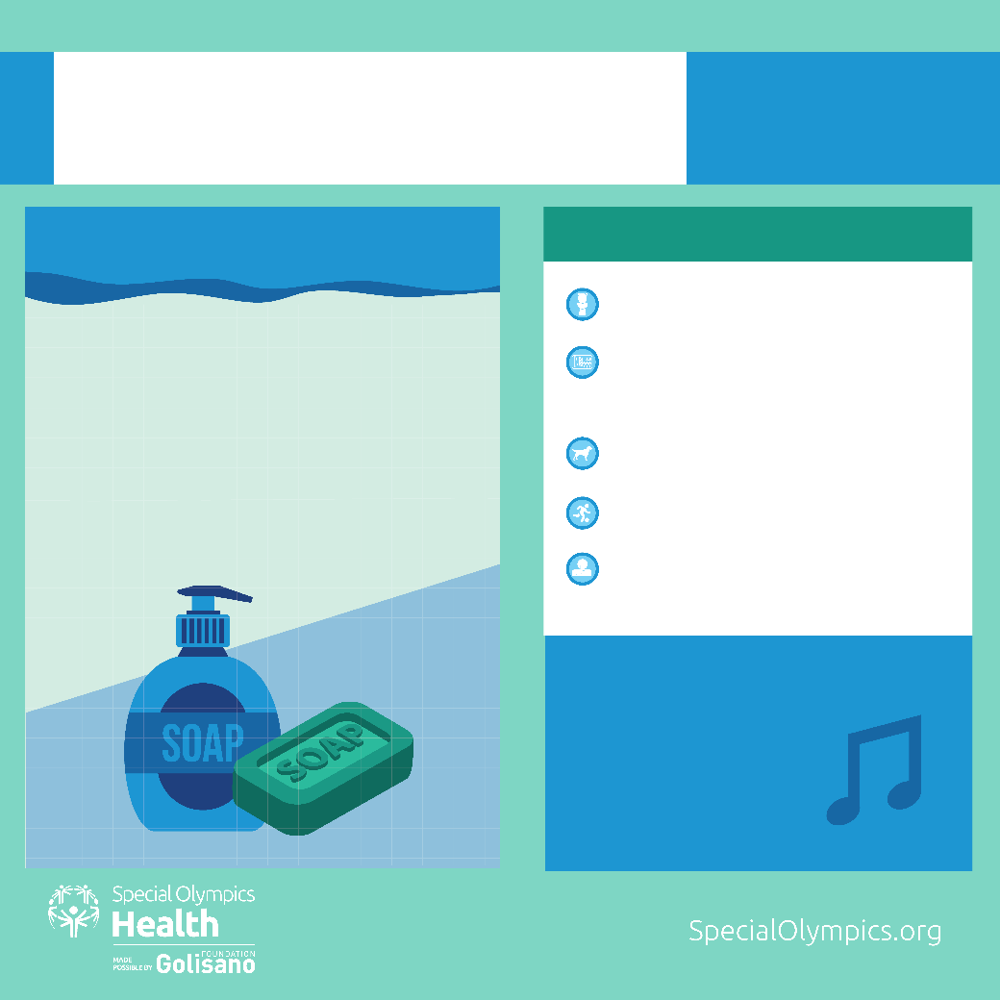 SOAP
SOAP
Special Olympics
Health
MADE
POSSIBLE BY
FOUNDATION
Golisano
SpecialOlympics.org